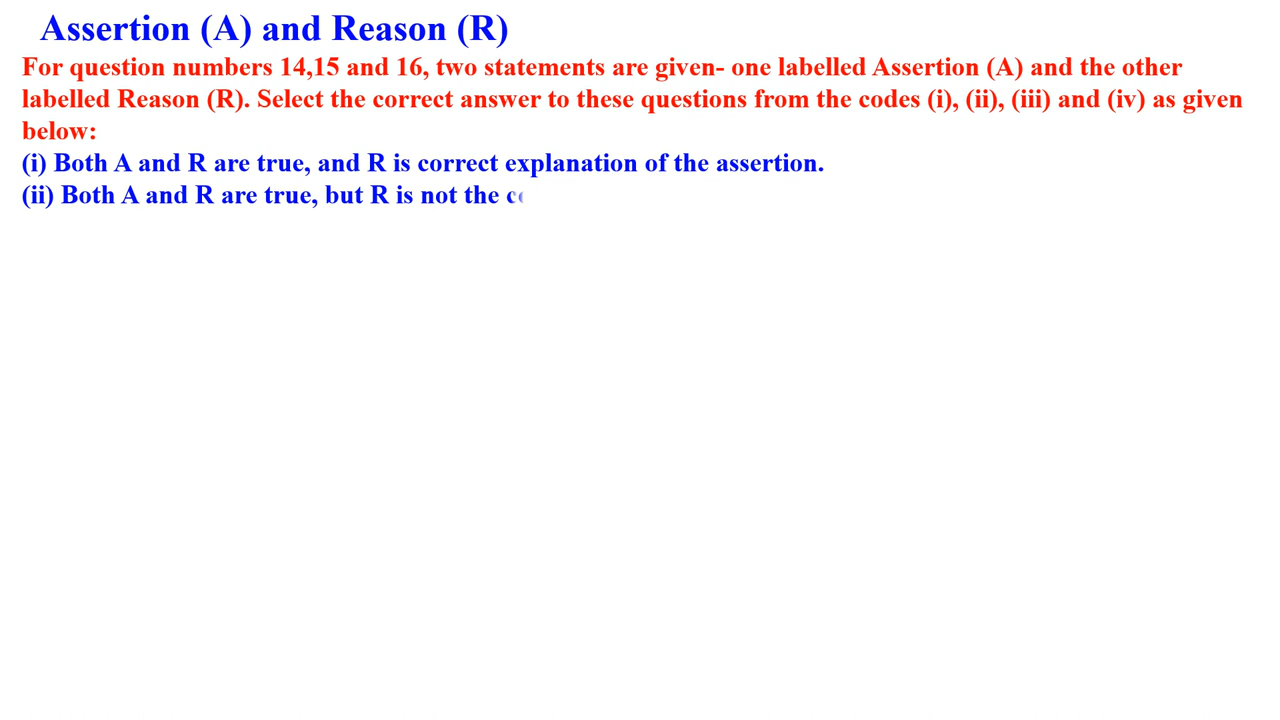 Assertion (A) and Reason (R)
For question numbers 14,15 and 16, two statements are given- one labelled Assertion (A) and the other
labelled Reason (R). Select the correct answer to these questions from the codes (i), (ii), (iii) and (iv) as given
below:
(i) Both A and R are true, and R is correct explanation of the assertion.
(ii) Both A and R are true, but R is not the